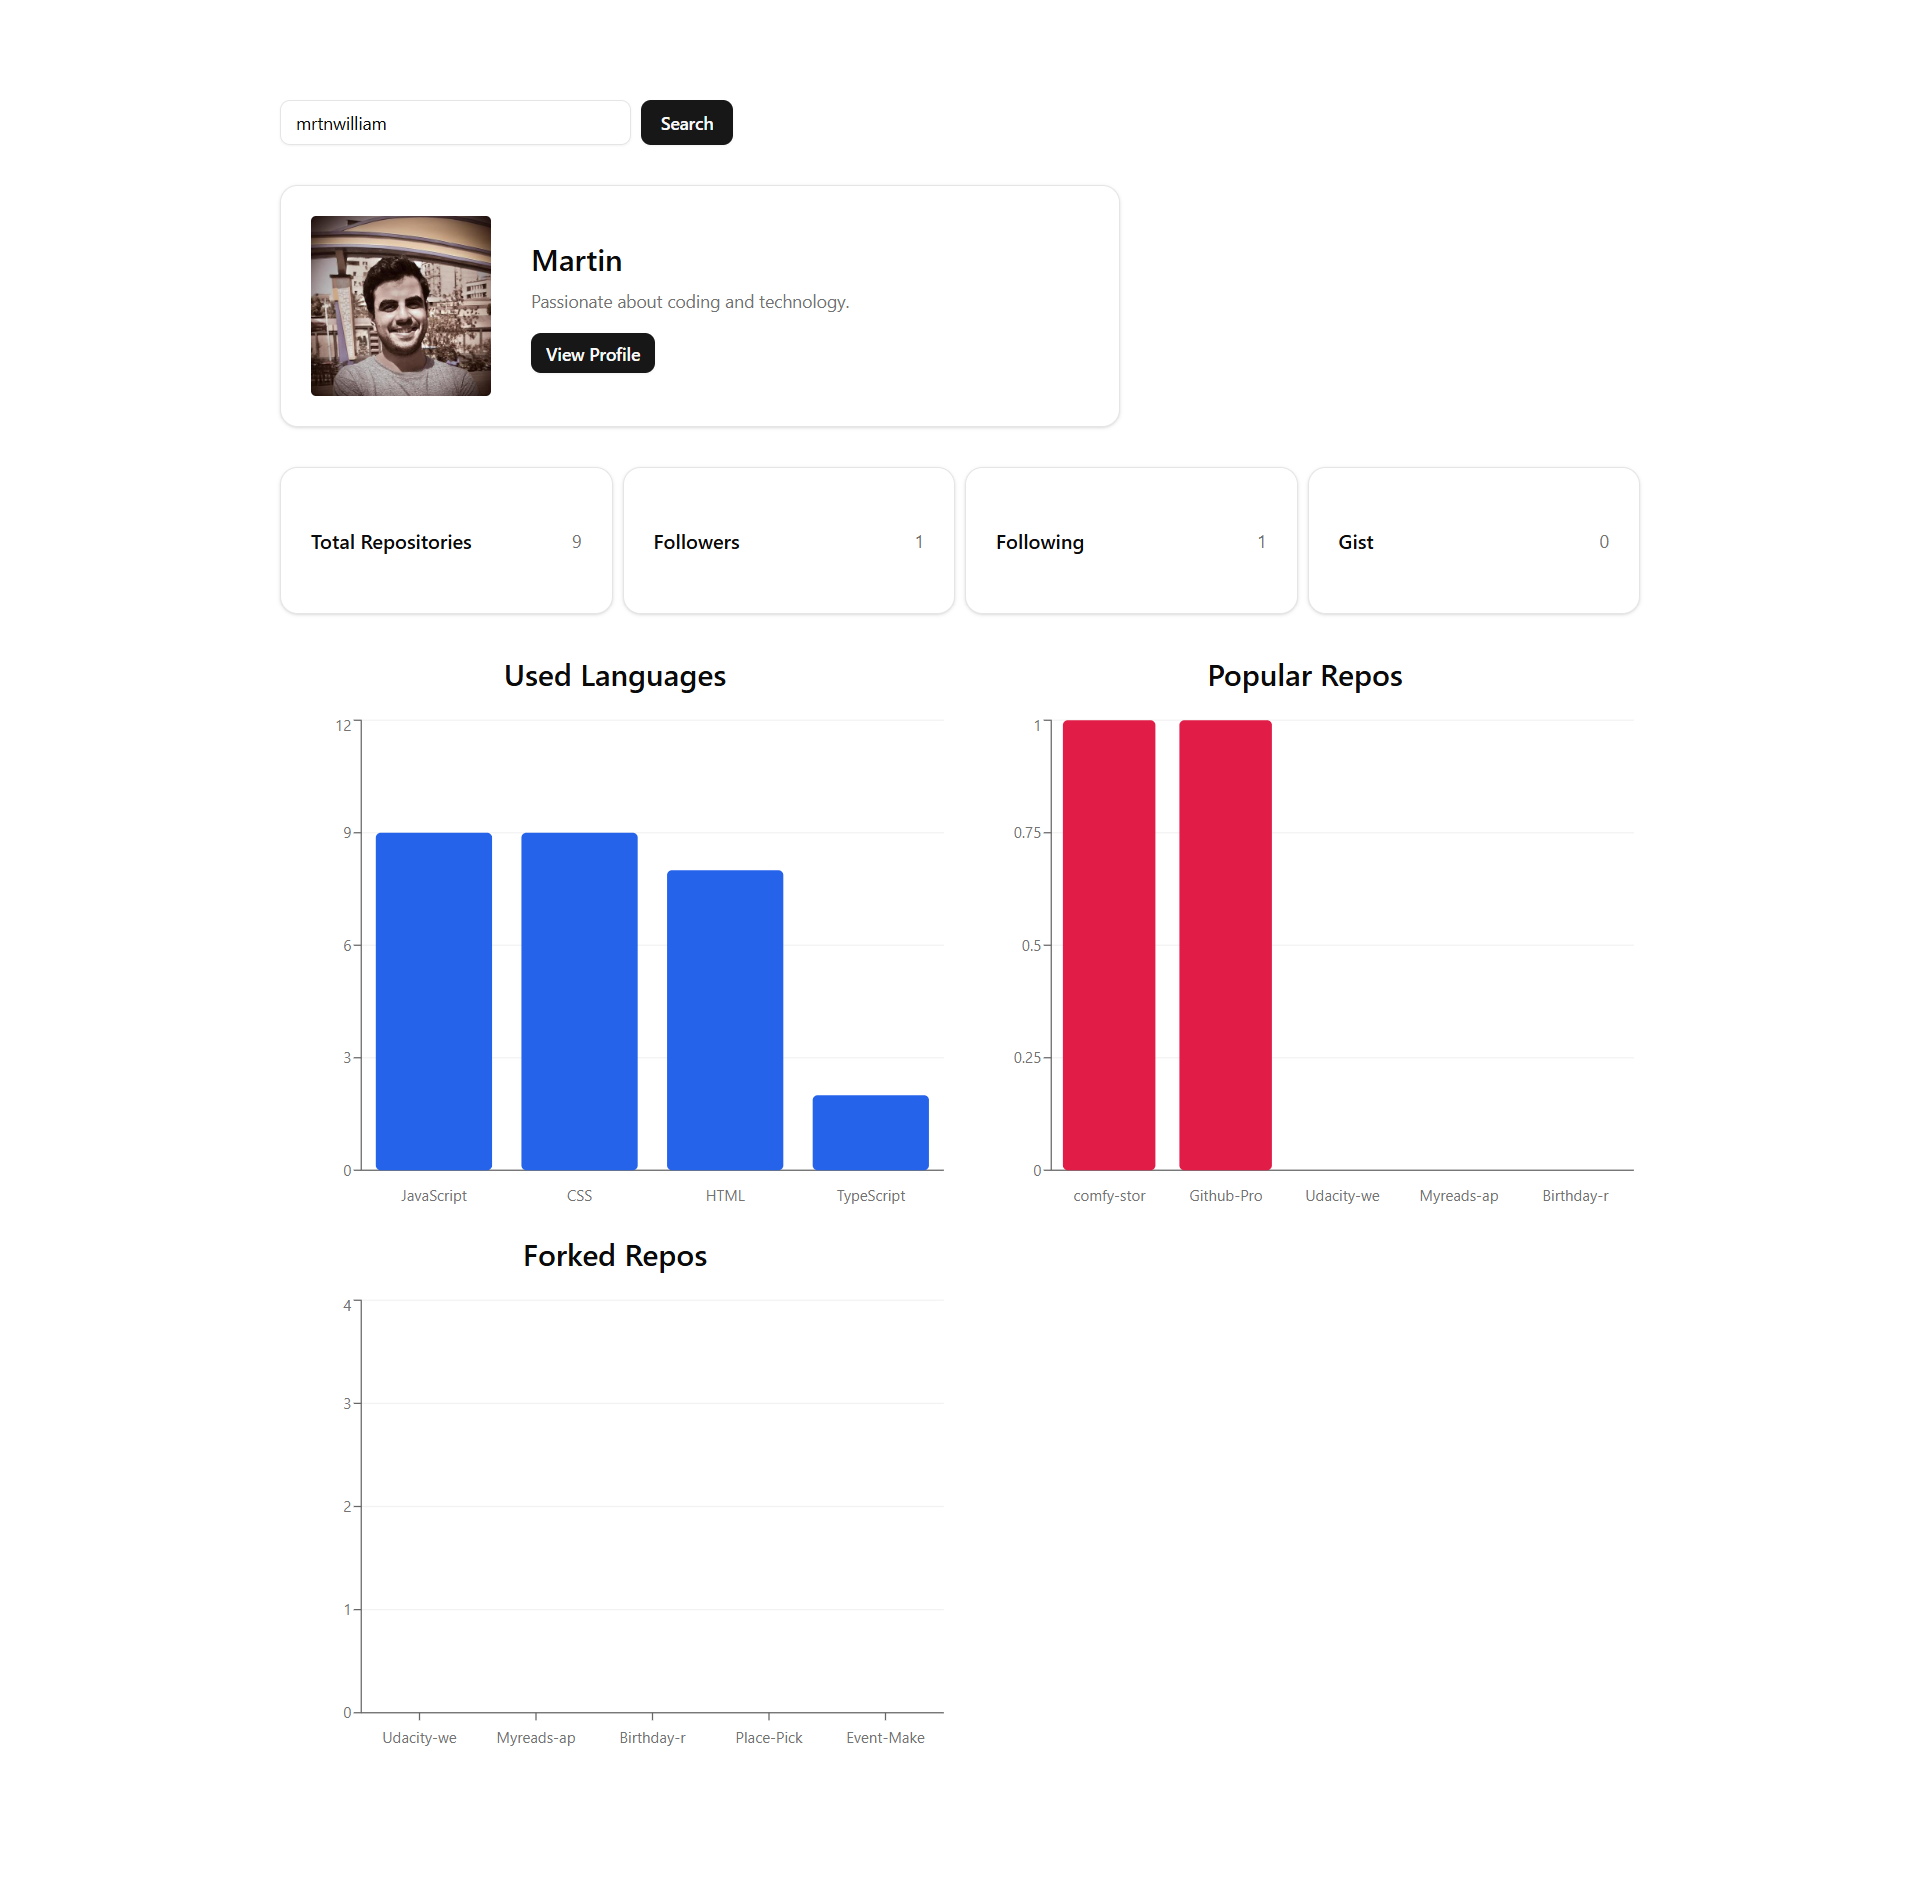 mrtnwilliam
Search
Martin
Passionate about coding and technology.
View Profile
Total Repositories 9
Followers 1
Following 1
Gist 0
Used Languages
12
9
6
3
0
JavaScript CSS HTML TypeScript
Popular Repos
1
0.75
0.5
0.25
0
comfy-stor Github-Pro Udacity-we Myreads-ap Birthday-r
Forked Repos
4
3
2
1
0
Udacity-we Myreads-ap Birthday-r Place-Pick Event-Make